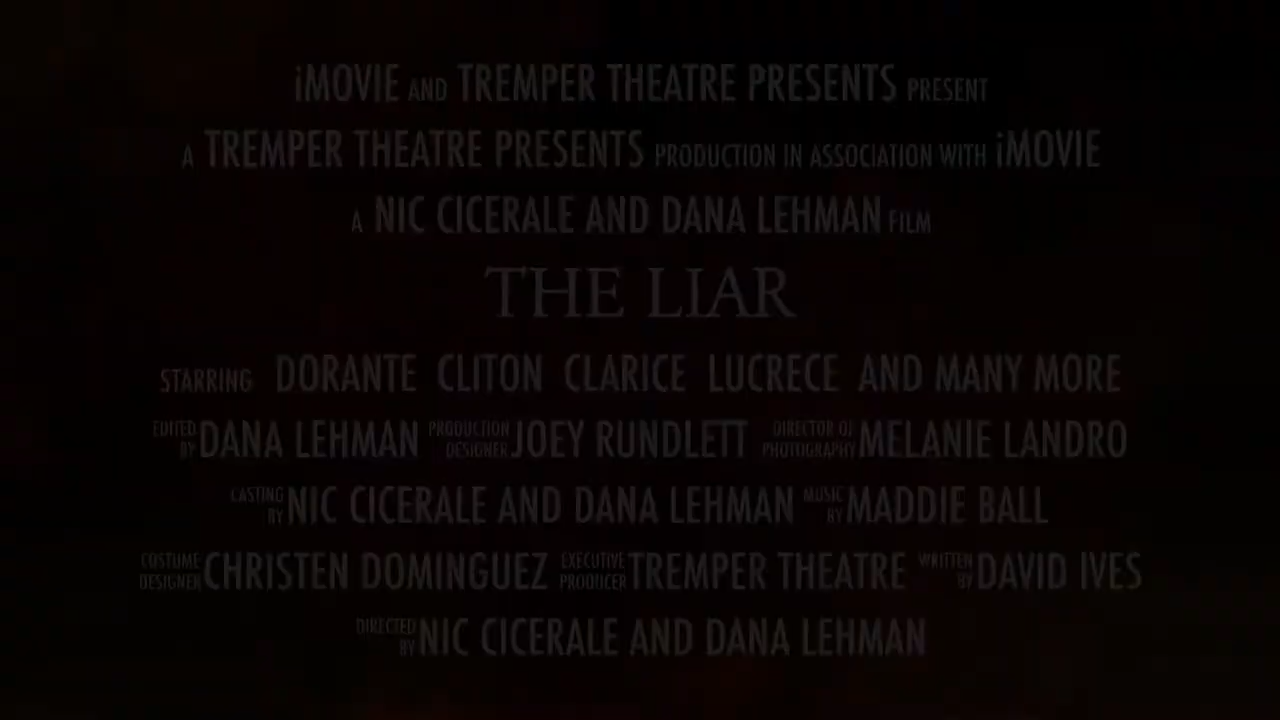 iMOVIE AND TREMPER THEATRE PRESENTS PRESENT
A TREMPER THEATRE PRESENTS PRODUCTION IN ASSOCIATION WITH iMOVIE
A NIC CICERALE AND DANA LEHMAN FILM
THE LIAR
STARRING DORANTE CLITON CLARICE LUCRECE AND MANY MORE
EDITED BY DANA LEHMAN PRODUCTION DESIGNER JOEY RUNDLETT DIRECTOR OF PHOTOGRAPHY MELANIE LANDRO
CASTING BY NIC CICERALE AND DANA LEHMAN MUSIC BY MADDIE BALL
COSTUME DESIGNER CHRISTEN DOMINGUEZ EXECUTIVE PRODUCER TREMPER THEATRE WRITTEN BY DAVID IVES
DIRECTED BY NIC CICERALE AND DANA LEHMAN